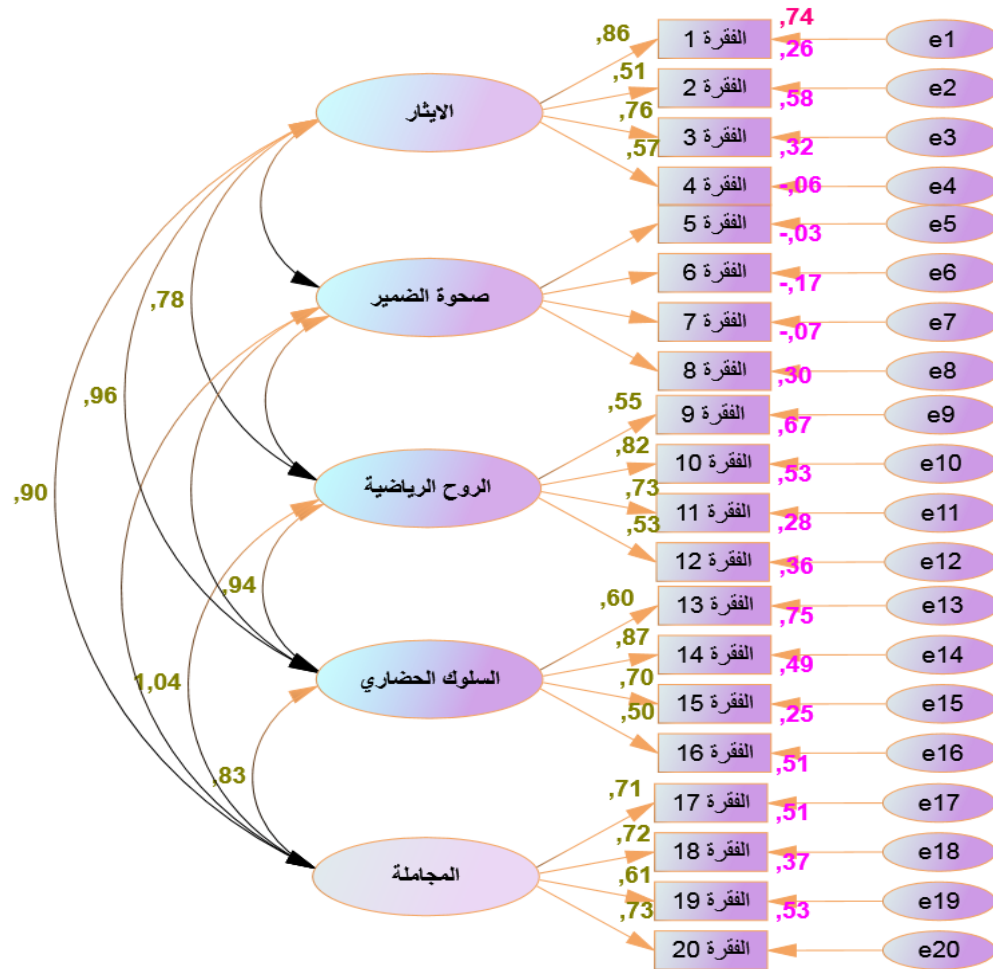 ,74
,86
الفقرة 1
e1
,26
,51
الفقرة 2
e2
,58
,76
الايثار
الفقرة 3
e3
,32
,57
الفقرة 4
e4
-,06
الفقرة 5
e5
-,03
الفقرة 6
e6
-,17
صحوة الضمير
,78
الفقرة 7
e7
-,07
الفقرة 8
e8
,30
,96
,55
الفقرة 9
e9
,67
,82
الفقرة 10
e10
,53
,90
الروح الرياضية
,73
الفقرة 11
e11
,28
,53
الفقرة 12
e12
,36
,94
,60
الفقرة 13
e13
,75
,87
الفقرة 14
e14
,49
1,04
السلوك الحضاري
,70
الفقرة 15
e15
,25
,50
الفقرة 16
e16
,51
,83
,71
الفقرة 17
e17
,51
,72
الفقرة 18
e18
,37
المجاملة
,61
الفقرة 19
e19
,53
,73
الفقرة 20
e20